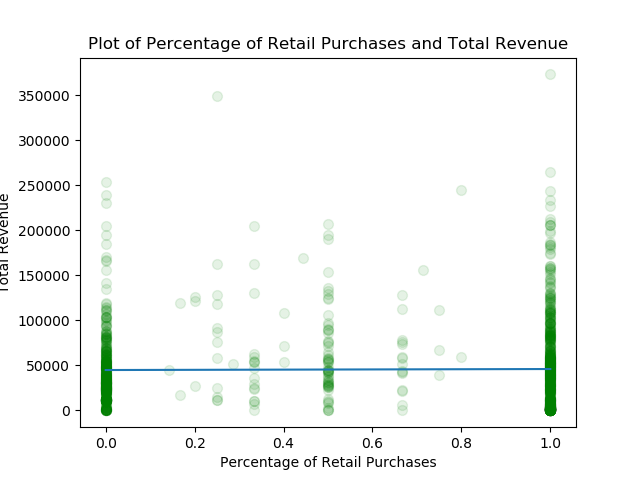 Plot of Percentage of Retail Purchases and Total Revenue
350000
300000
250000
200000
150000
100000
50000
0
Total Revenue
0.0 0.2 0.4 0.6 0.8 1.0
Percentage of Retail Purchases